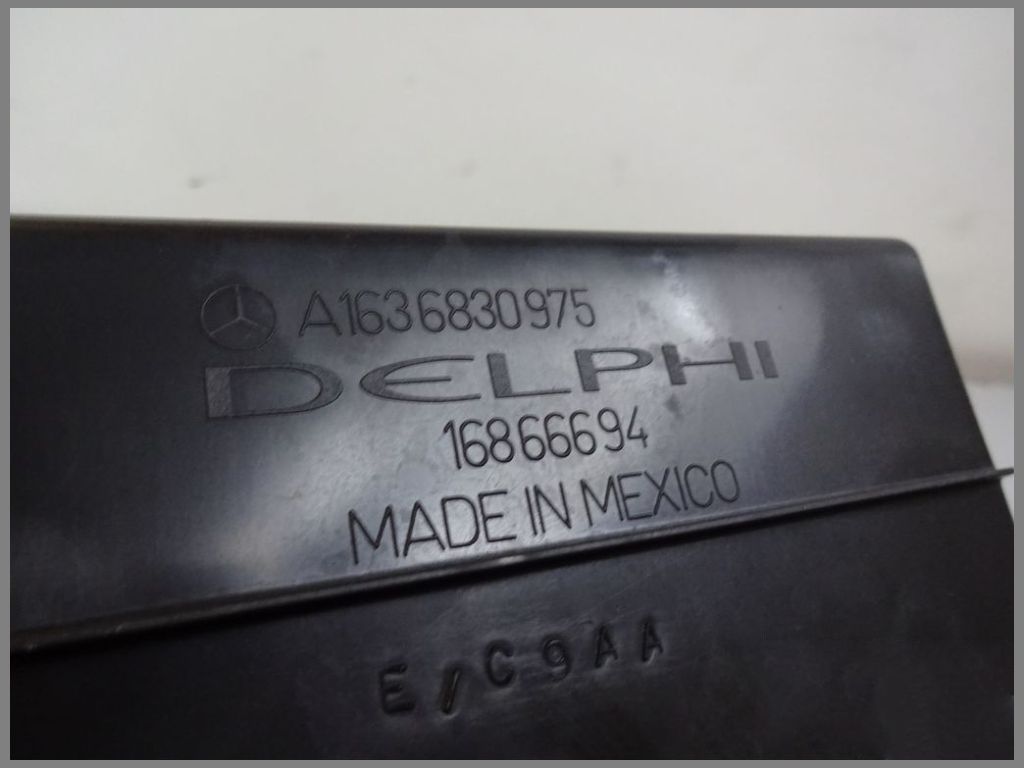 A1636830975
DELPHI
16866694
MADE IN MEXICO
E/C9AA